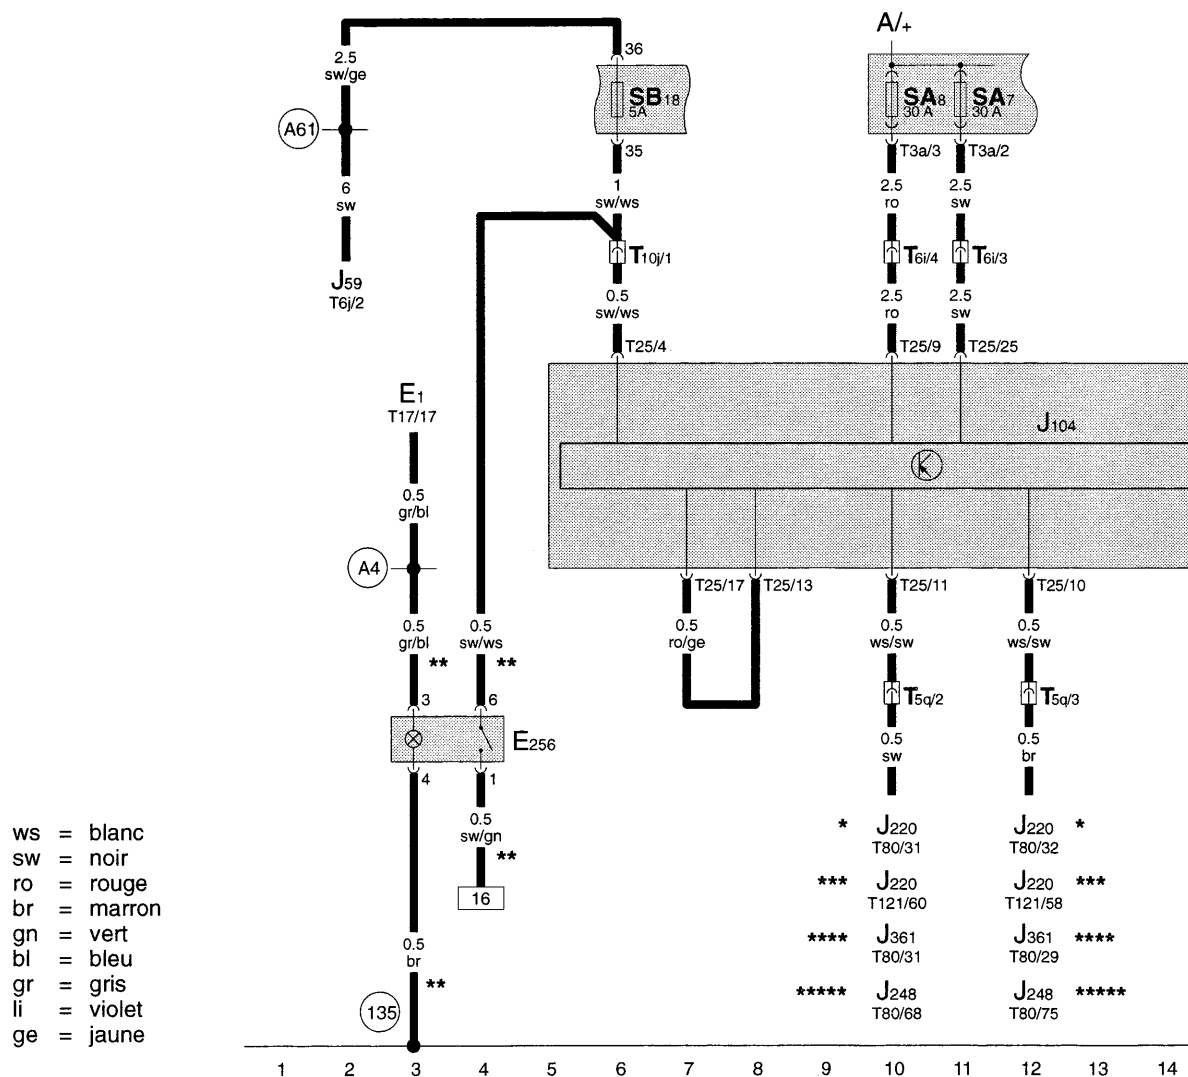 A/+
36
2.5
sw/ge
SB18
5A
SA8
30 A
SA7
30 A
A61
35
T3a/3
T3a/2
6
sw
1
sw/ws
2.5
ro
2.5
sw
T10j/1
T6i/4
T6i/3
J59
T6j/2
0.5
sw/ws
2.5
ro
2.5
sw
T25/4
T25/9
T25/25
E1
T17/17
J104
0.5
gr/bl
A4
T25/17
T25/13
T25/11
T25/10
0.5
gr/bl
**
0.5
sw/ws
**
0.5
ro/ge
0.5
ws/sw
0.5
ws/sw
3
6
T5q/2
T5q/3
E256
0.5
sw
0.5
br
4
1
0.5
sw/gn
**
16
* J220 J220 *
T80/31 T80/32
*** J220 J220 ***
T121/60 T121/58
**** J361 J361 ****
T80/31 T80/29
***** J248 J248 *****
T80/68 T80/75
0.5
br
**
135
ws = blanc
sw = noir
ro = rouge
br = marron
gn = vert
bl = bleu
gr = gris
li = violet
ge = jaune
1 2 3 4 5 6 7 8 9 10 11 12 13 14